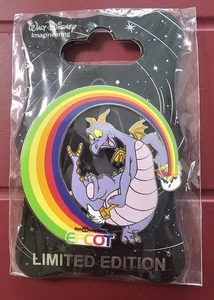 Walt Disney
Imagineering
EPCOT
LIMITED EDITION